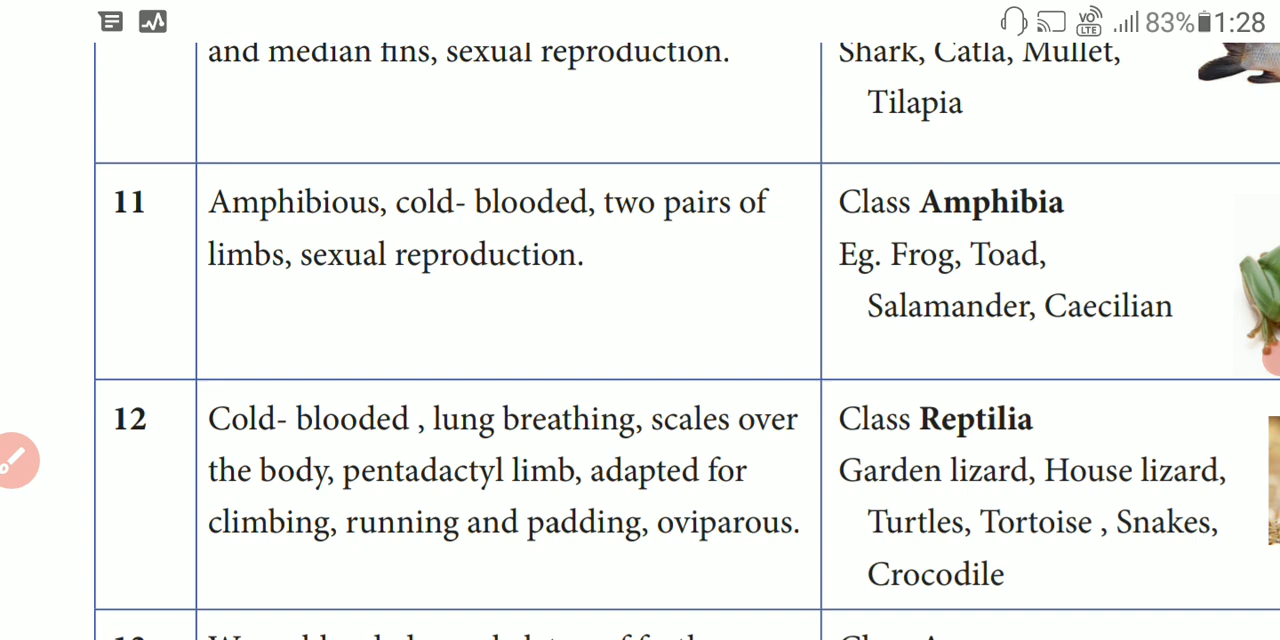 VO LTE 83% 1:28
and median fins, sexual reproduction.
Shark, Catla, Mullet,
Tilapia
11
Amphibious, cold- blooded, two pairs of
limbs, sexual reproduction.
Class Amphibia
Eg. Frog, Toad,
Salamander, Caecilian
12
Cold- blooded , lung breathing, scales over
the body, pentadactyl limb, adapted for
climbing, running and padding, oviparous.
Class Reptilia
Garden lizard, House lizard,
Turtles, Tortoise , Snakes,
Crocodile
Class